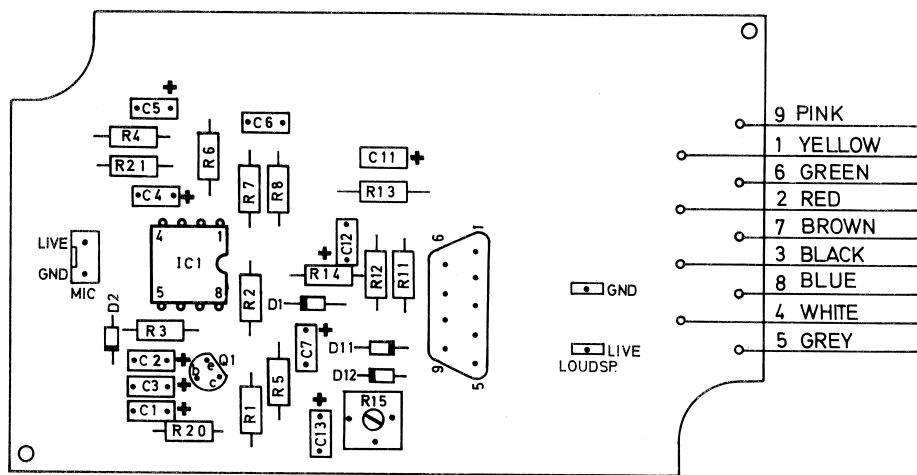 C5
R4
R21
C4
R6
C6
R7
R8
C11
R13
C12
R14
R12
R11
LIVE
GND
MIC
4
1
IC1
5
8
D2
R3
R2
D1
C7
D11
D12
C2
C3
C1
R20
Q1
b
e
c
R1
R5
C13
R15
6
1
9
5
GND
LIVE
LOUDSP.
9 PINK
1 YELLOW
6 GREEN
2 RED
7 BROWN
3 BLACK
8 BLUE
4 WHITE
5 GREY